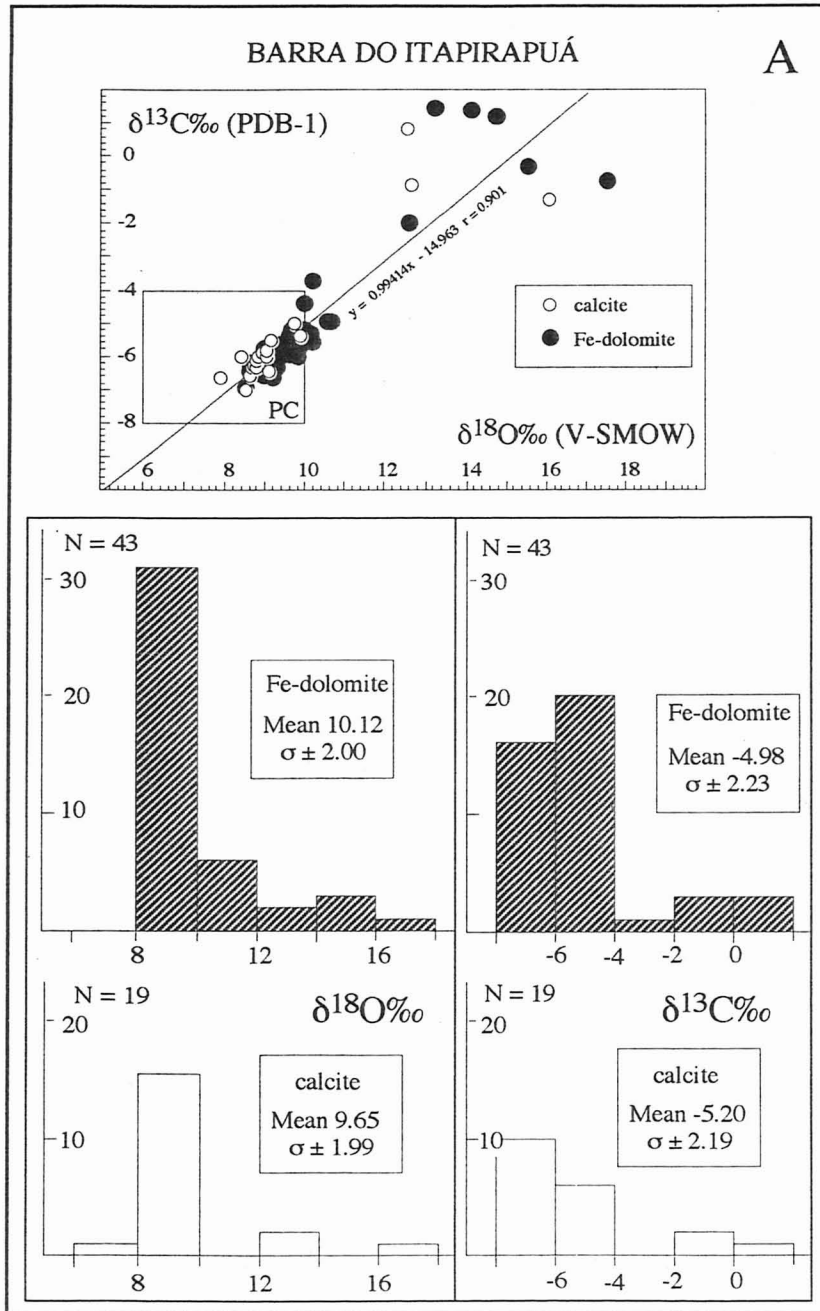 BARRA DO ITAPIRAPUÁ
A
δ13C‰ (PDB-1)
0
-2
-4
-6
-8
y = 0.99414x - 14.963 r = 0.901
calcite
Fe-dolomite
PC
δ18O‰ (V-SMOW)
6 8 10 12 14 16 18
N = 43
30
20
10
Fe-dolomite
Mean 10.12
σ ± 2.00
8 12 16
N = 43
30
20
Fe-dolomite
Mean -4.98
σ ± 2.23
-6 -4 -2 0
N = 19
δ18O‰
20
10
calcite
Mean 9.65
σ ± 1.99
8 12 16
N = 19
δ13C‰
20
10
calcite
Mean -5.20
σ ± 2.19
-6 -4 -2 0